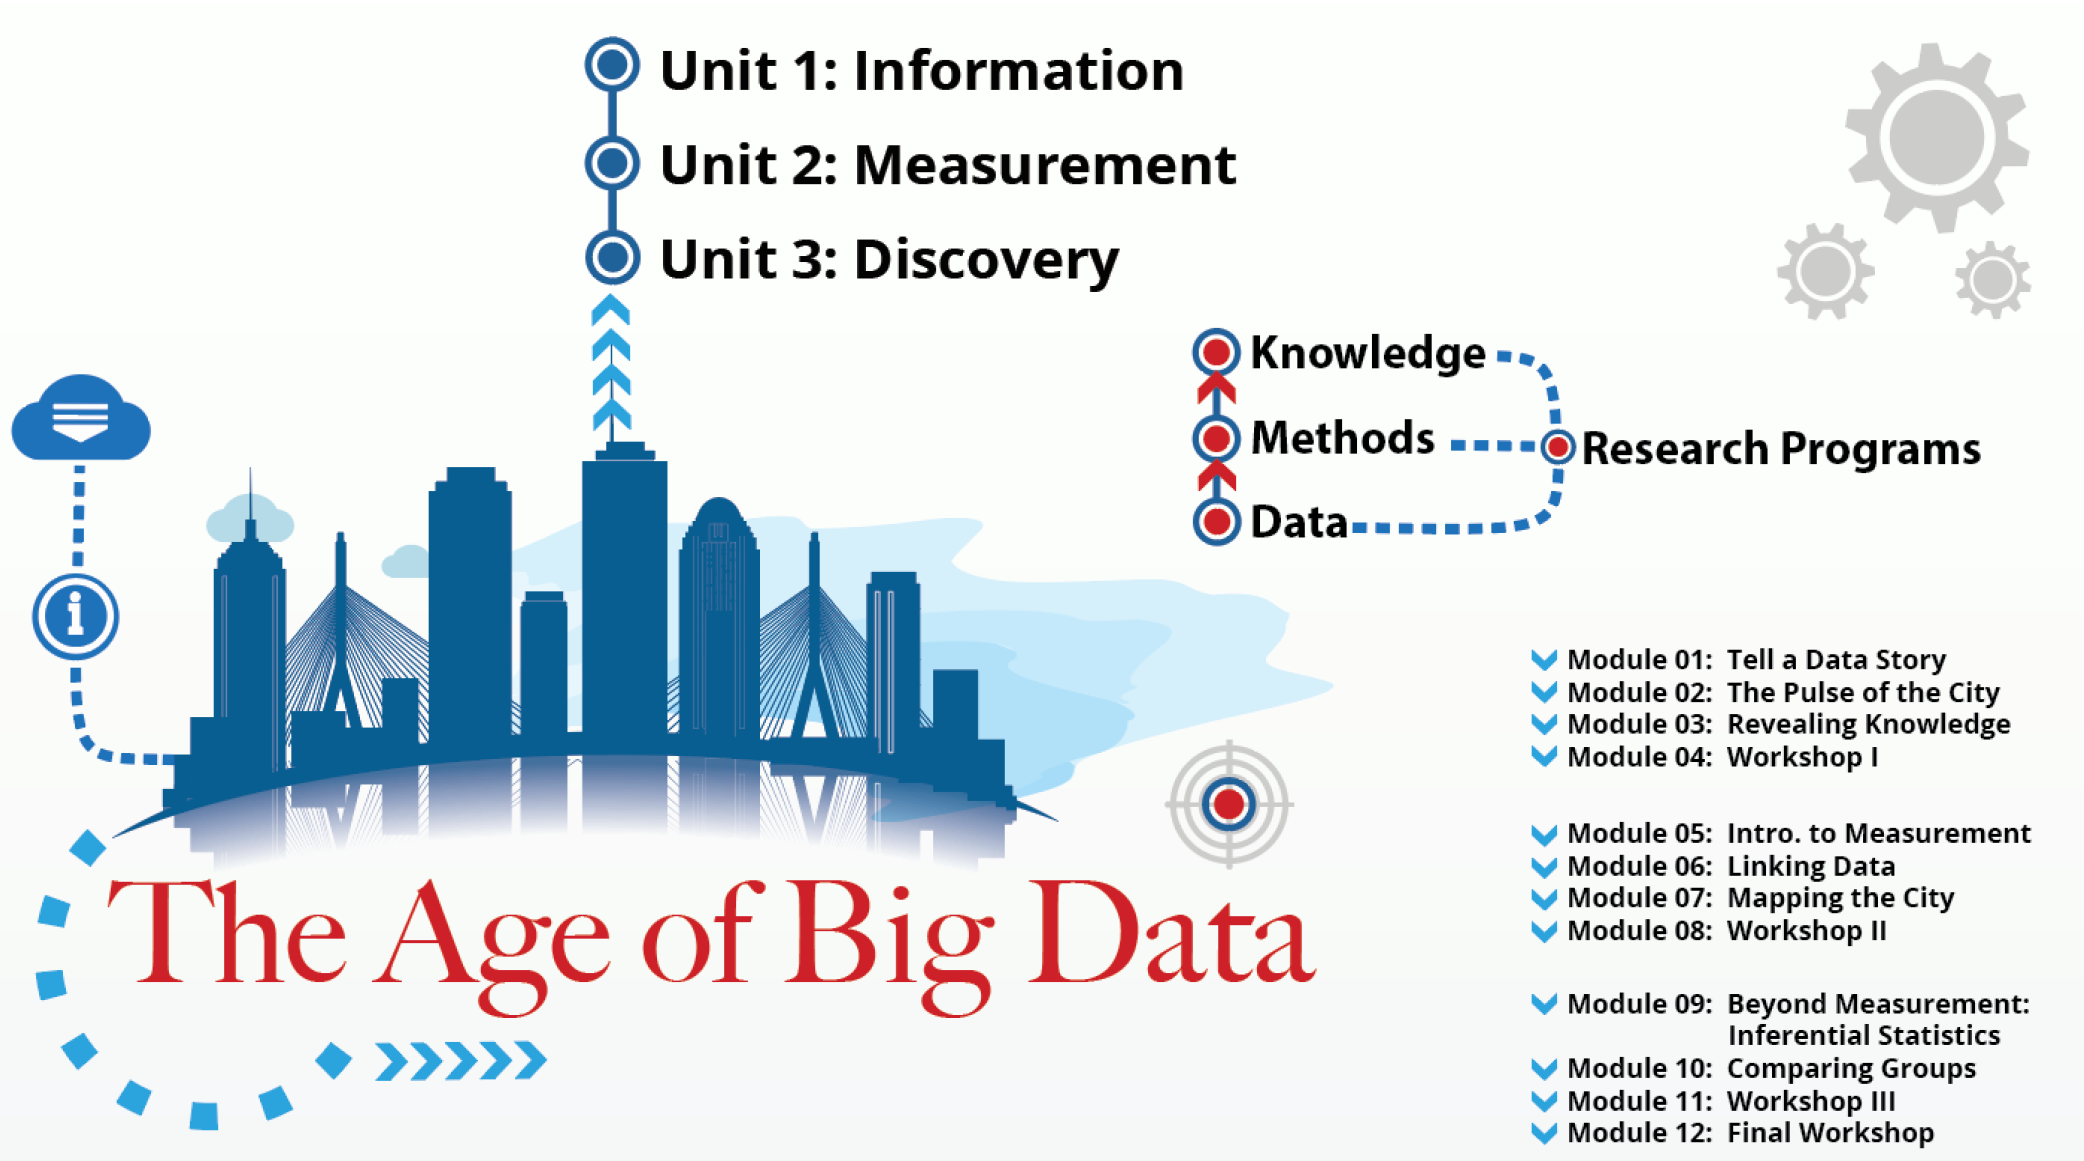 Unit 1: Information
Unit 2: Measurement
Unit 3: Discovery
Knowledge
Methods
Research Programs
Data
i
The Age of Big Data
Module 01: Tell a Data Story
Module 02: The Pulse of the City
Module 03: Revealing Knowledge
Module 04: Workshop I
Module 05: Intro. to Measurement
Module 06: Linking Data
Module 07: Mapping the City
Module 08: Workshop II
Module 09: Beyond Measurement:
Inferential Statistics
Module 10: Comparing Groups
Module 11: Workshop III
Module 12: Final Workshop